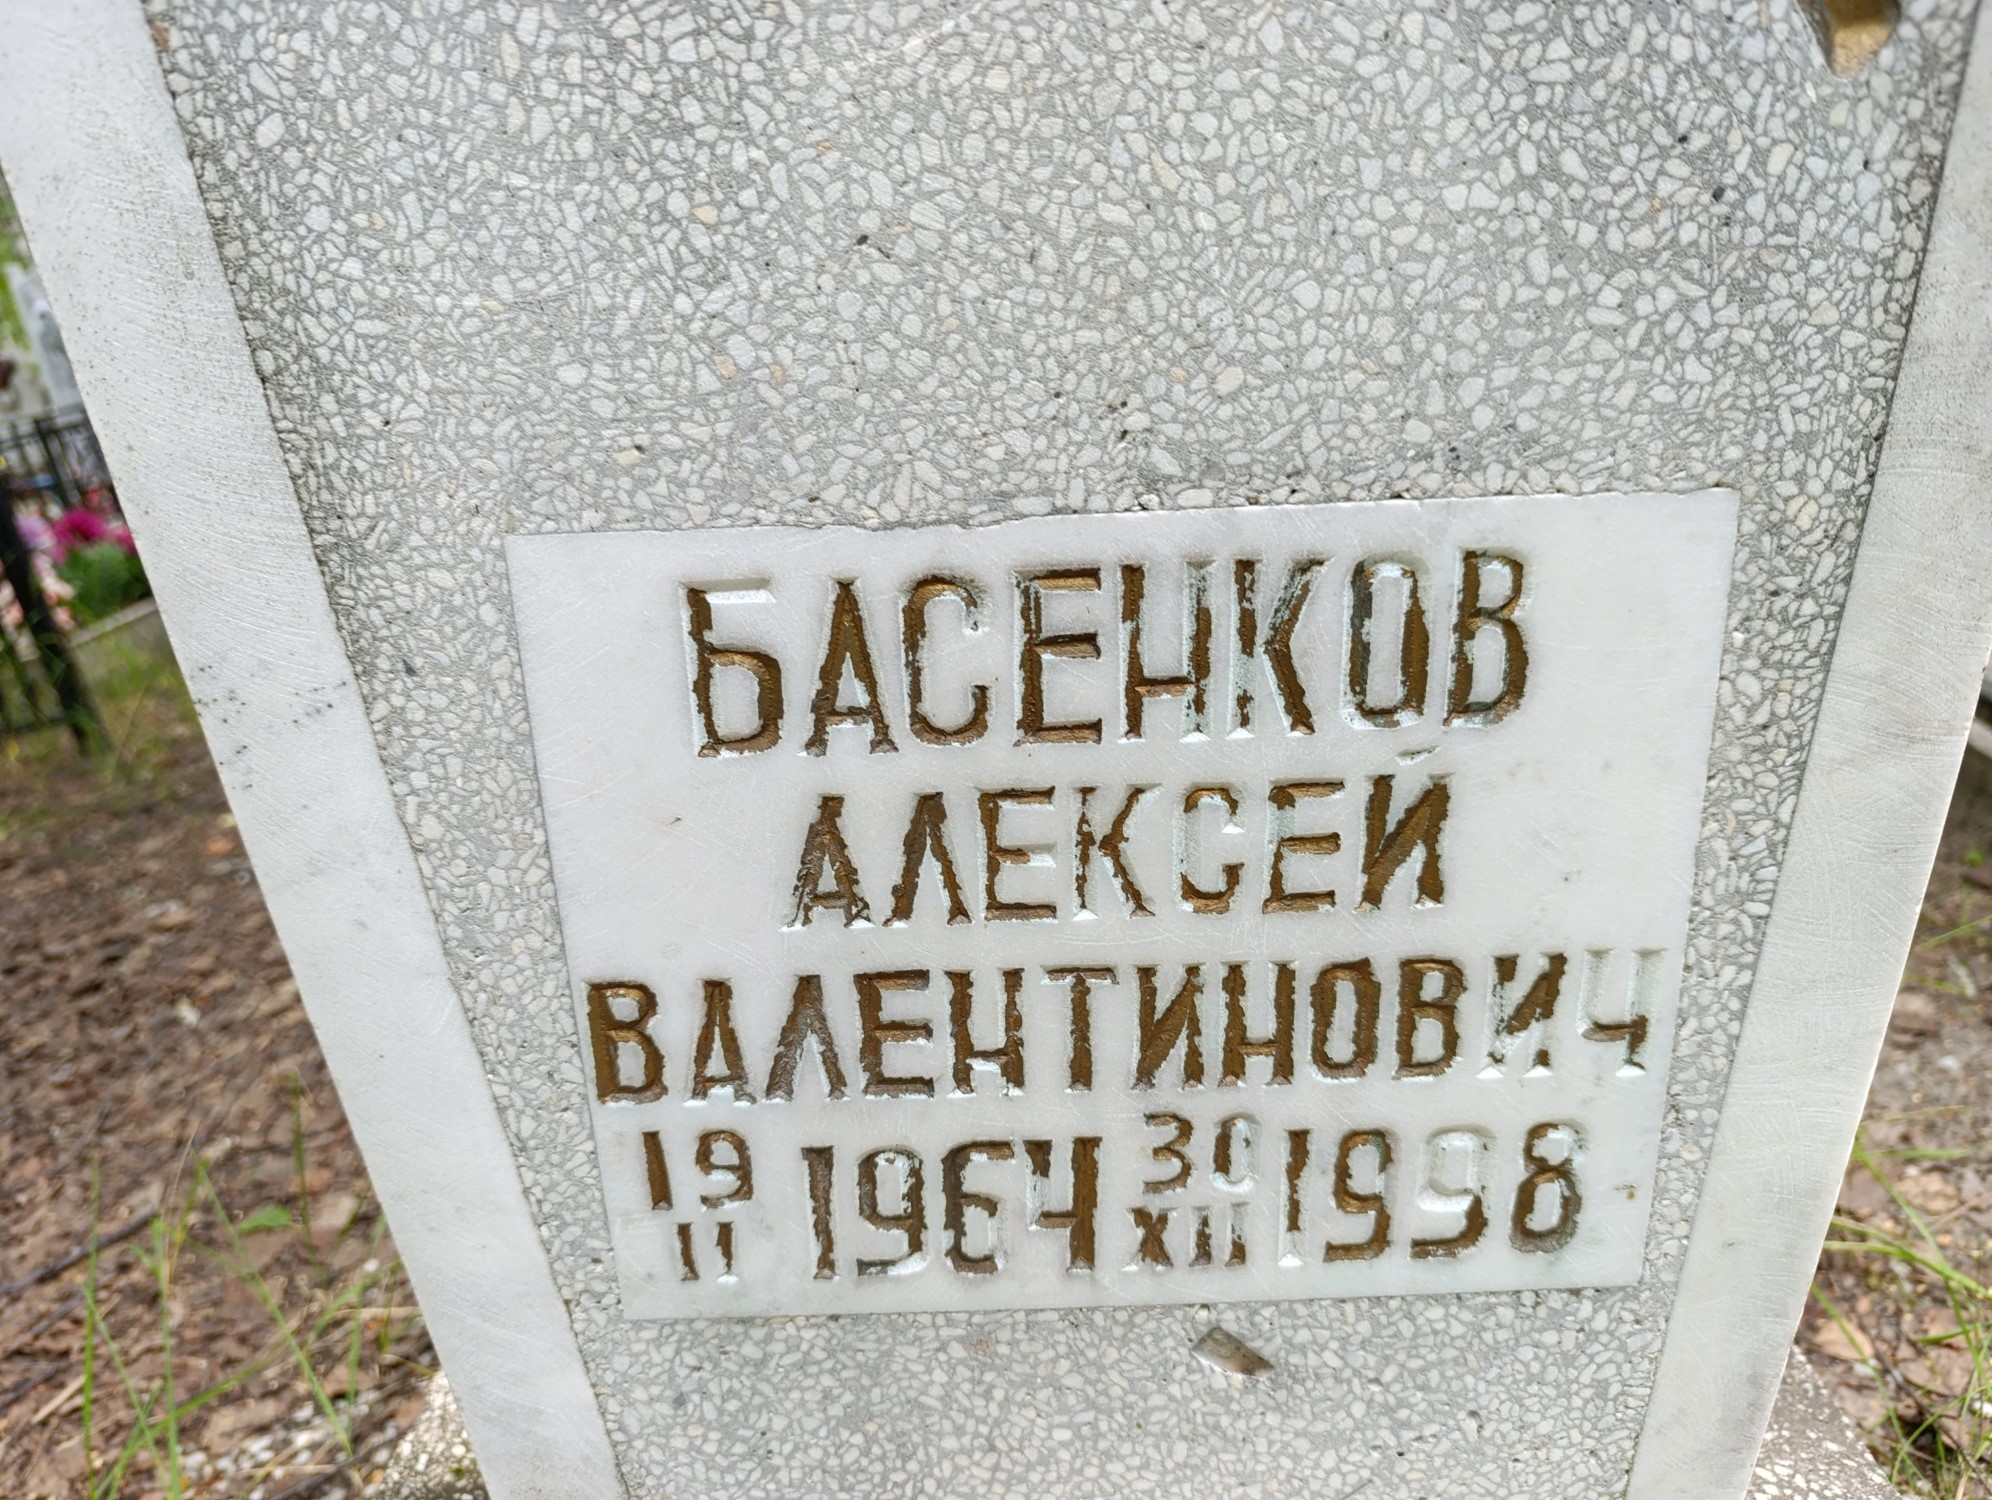 БАСЕНКОВ
АЛЕКСЕЙ
ВАЛЕНТИНОВИЧ
19 II 1964 30 XII 1998